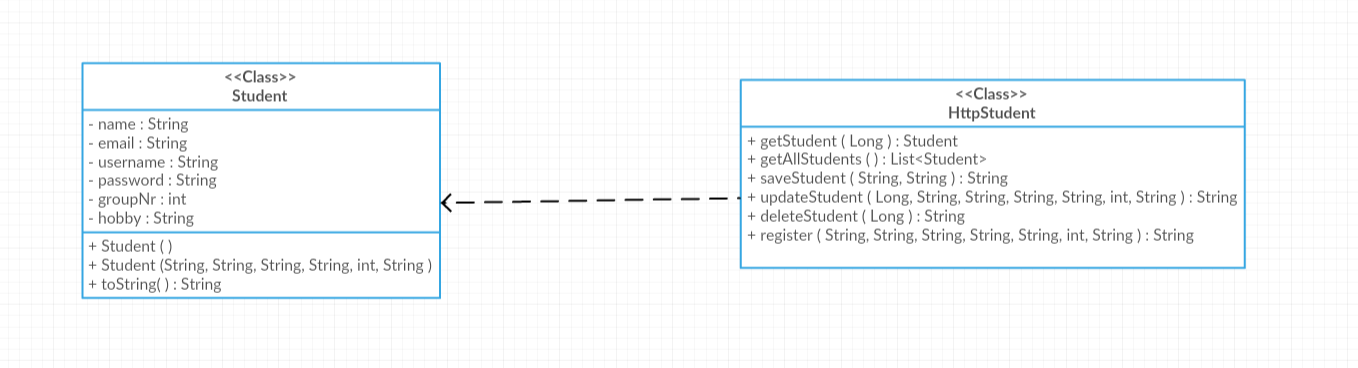 <<Class>>
Student
- name : String
- email : String
- username : String
- password : String
- groupNr : int
- hobby : String
+ Student ( )
+ Student (String, String, String, String, int, String )
+ toString( ) : String
<<Class>>
HttpStudent
+ getStudent ( Long ) : Student
+ getAllStudents ( ) : List<Student>
+ saveStudent ( String, String ) : String
+ updateStudent ( Long, String, String, String, String, int, String ) : String
+ deleteStudent ( Long ) : String
+ register ( String, String, String, String, String, int, String ) : String